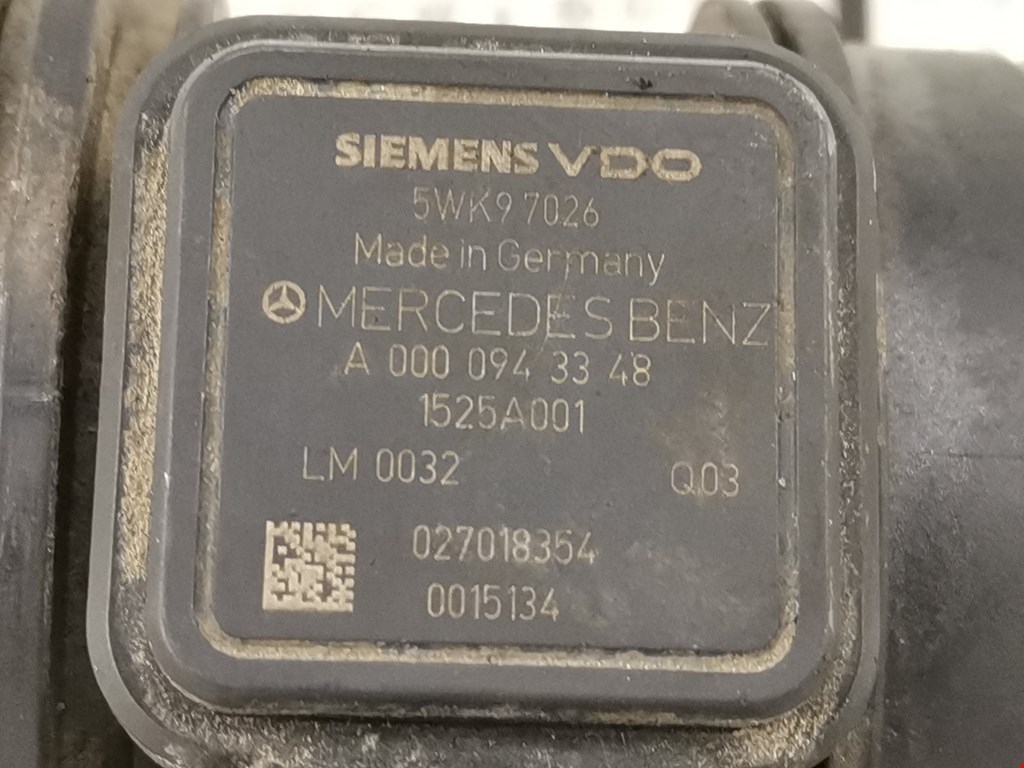 SIEMENS VDO
5WK9 7026
Made in Germany
MERCEDES BENZ
A 000 094 33 48
1525A001
LM 0032 Q03
027018354
0015134